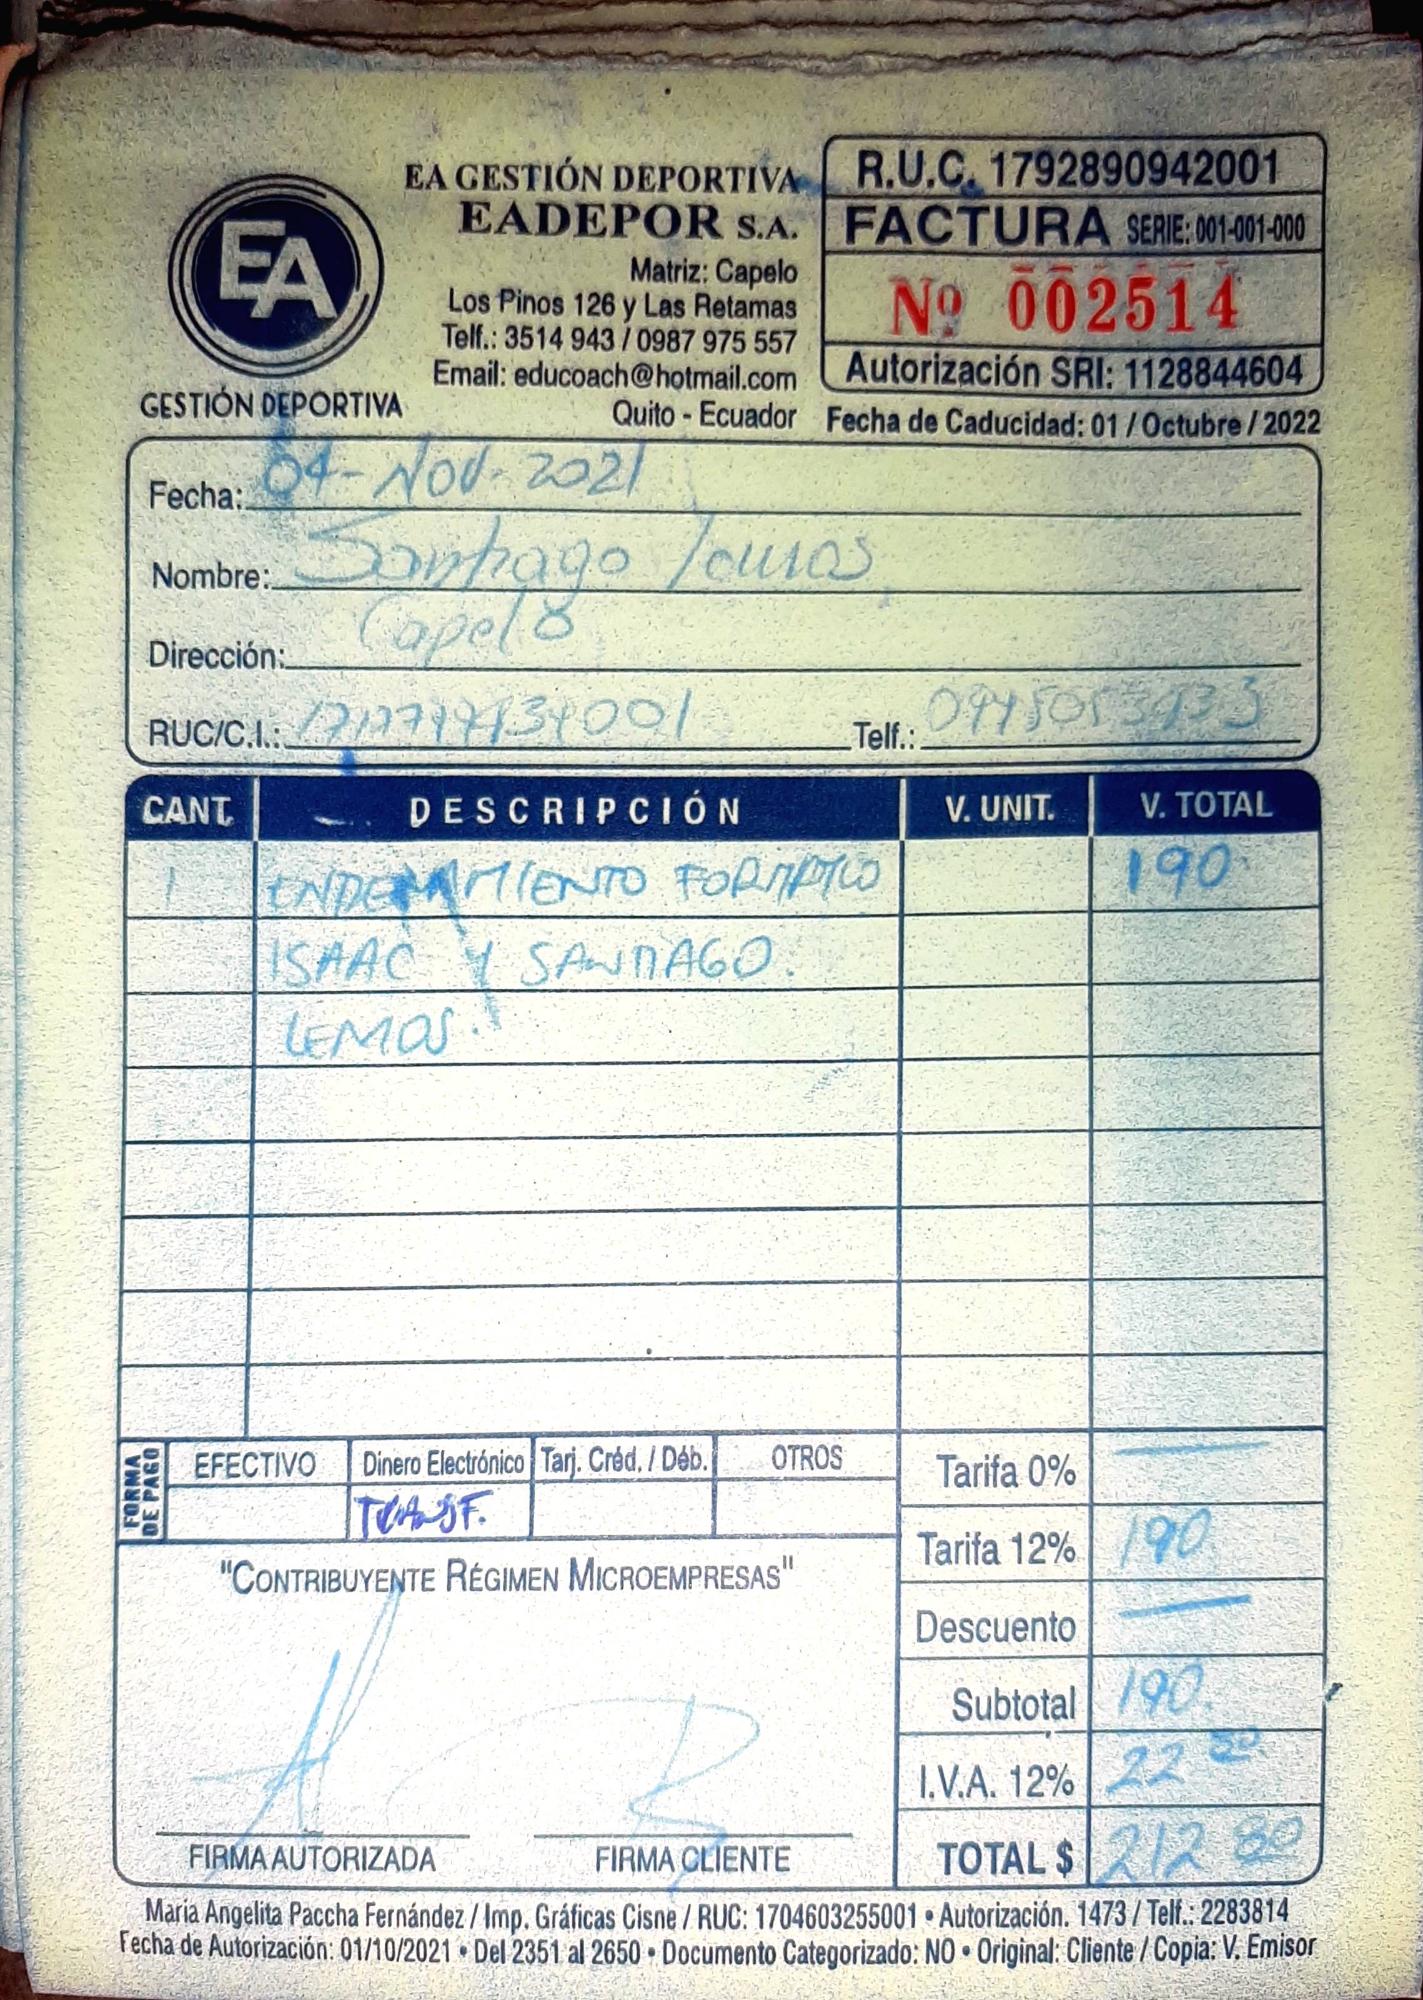 EA GESTIÓN DEPORTIVA
EADEPOR S.A.
Matriz: Capelo
Los Pinos 126 y Las Retamas
Telf.: 3514 943 / 0987 975 557
Email: educoach@hotmail.com
Quito - Ecuador
EA
GESTIÓN DEPORTIVA
R.U.C. 1792890942001
FACTURA SERIE: 001-001-000
Nº 002514
Autorización SRI: 1128844604
Fecha de Caducidad: 01 / Octubre / 2022
Fecha: 04-Nov-2021
Nombre: Santiago
Dirección: Capelo
RUC/C.I.: Telf.:
CANT. DESCRIPCIÓN V. UNIT. V. TOTAL
1 FORMATIVO 190
ISAAC Y SANTIAGO.
LEMOS.
FORMA DE PAGO
EFECTIVO Dinero Electrónico Tarj. Créd. / Déb. OTROS
TRANSF.
Tarifa 0% —
Tarifa 12% 190
Descuento —
Subtotal 190.
I.V.A. 12% 22 80
TOTAL $ 212 80
"CONTRIBUYENTE RÉGIMEN MICROEMPRESAS"
FIRMA AUTORIZADA FIRMA CLIENTE
María Angelita Paccha Fernández / Imp. Gráficas Cisne / RUC: 1704603255001 • Autorización. 1473 / Telf.: 2283814
Fecha de Autorización: 01/10/2021 • Del 2351 al 2650 • Documento Categorizado: NO • Original: Cliente / Copia: V. Emisor